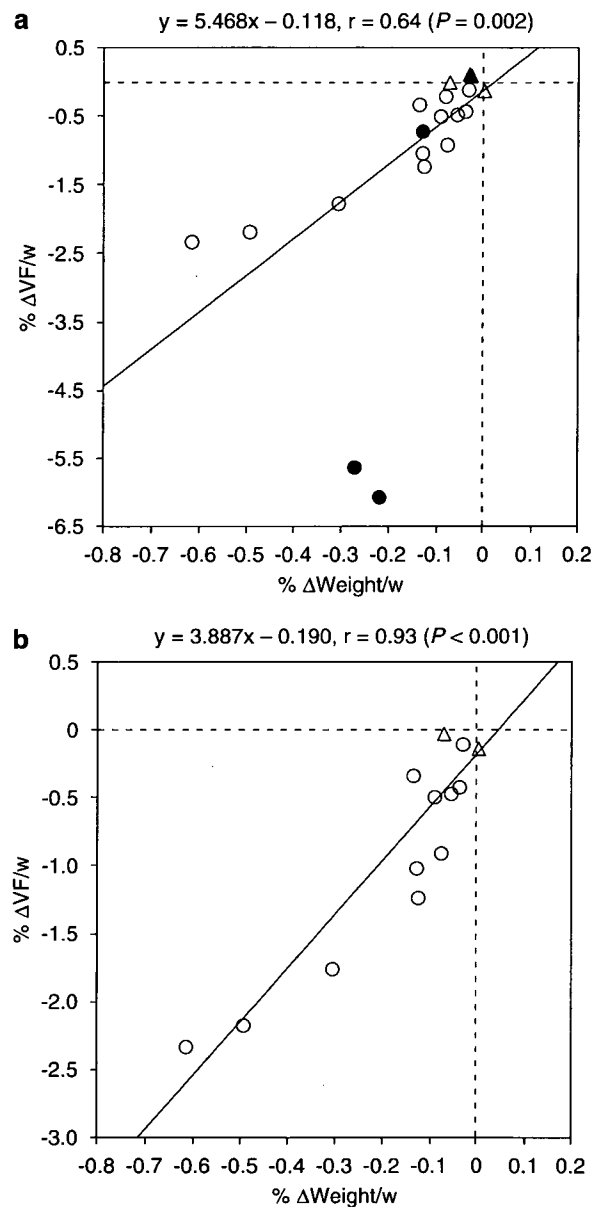 a
y = 5.468x – 0.118, r = 0.64 (P = 0.002)
0.5
-0.5
-1.5
-2.5
-3.5
-4.5
-5.5
-6.5
% ΔVF/w
-0.8 -0.7 -0.6 -0.5 -0.4 -0.3 -0.2 -0.1 0 0.1 0.2
% ΔWeight/w
b
y = 3.887x – 0.190, r = 0.93 (P < 0.001)
0.5
0
-0.5
-1.0
-1.5
-2.0
-2.5
-3.0
% ΔVF/w
-0.8 -0.7 -0.6 -0.5 -0.4 -0.3 -0.2 -0.1 0 0.1 0.2
% ΔWeight/w